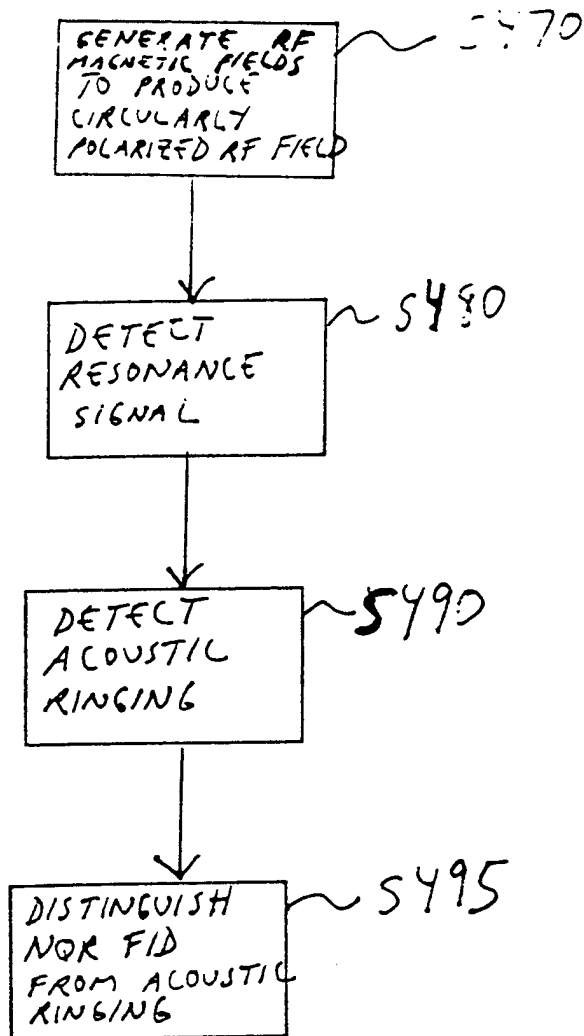 GENERATE RF
MAGNETIC FIELDS
TO PRODUCE
CIRCULARLY
POLARIZED RF FIELD
S470
DETECT
RESONANCE
SIGNAL
S480
DETECT
ACOUSTIC
RINGING
S490
DISTINGUISH
NQR FID
FROM ACOUSTIC
RINGING
S495